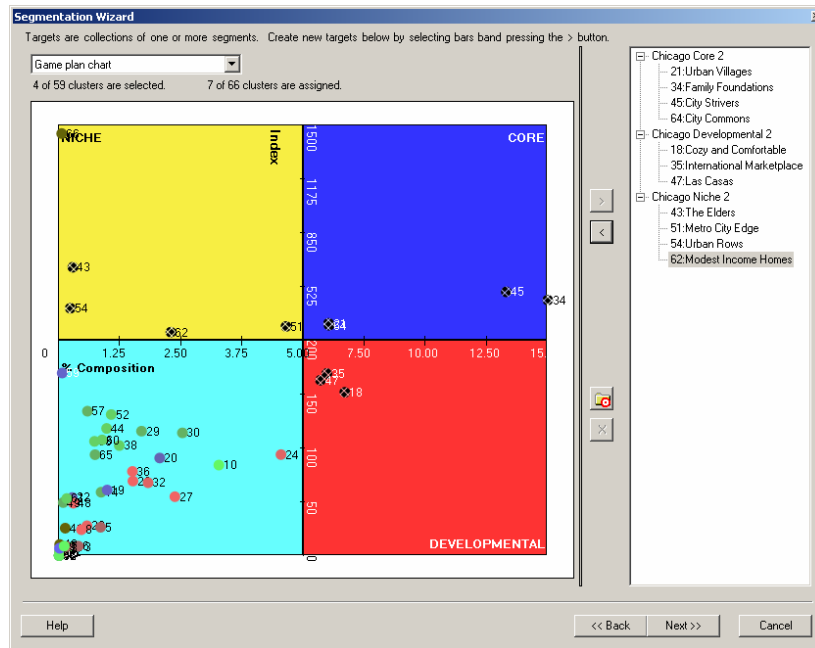 Segmentation Wizard
Targets are collections of one or more segments. Create new targets below by selecting bars band pressing the > button.
Game plan chart
4 of 59 clusters are selected. 7 of 66 clusters are assigned.
NICHE
Index
CORE
1500
1175
850
525
200
150
100
50
0
0 1.25 2.50 3.75 5.0 7.50 10.00 12.50 15.
% Composition
DEVELOPMENTAL
66
43
54
62
51
45
34
35
47
18
57
52
44
29
30
38
65
20
10
24
36
32
27
19
48
Chicago Core 2
21:Urban Villages
34:Family Foundations
45:City Strivers
64:City Commons
Chicago Developmental 2
18:Cozy and Comfortable
35:International Marketplace
47:Las Casas
Chicago Niche 2
43:The Elders
51:Metro City Edge
54:Urban Rows
62:Modest Income Homes
>
<
Help
<< Back
Next >>
Cancel